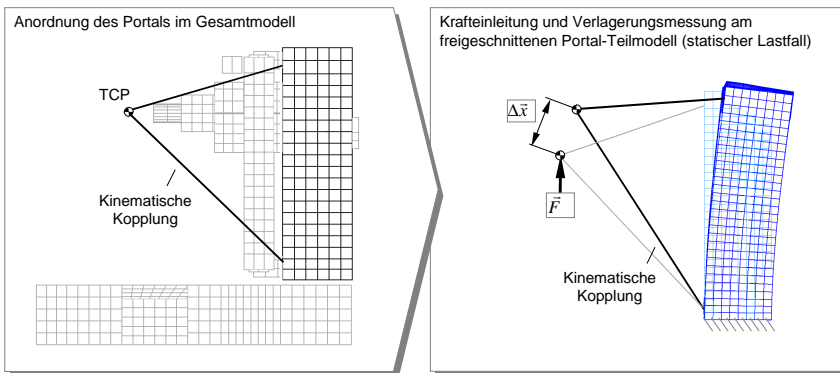 Anordnung des Portals im Gesamtmodell
TCP
Kinematische
Kopplung
Krafteinleitung und Verlagerungsmessung am
freigeschnittenen Portal-Teilmodell (statischer Lastfall)
Δx⃗
F⃗
Kinematische
Kopplung